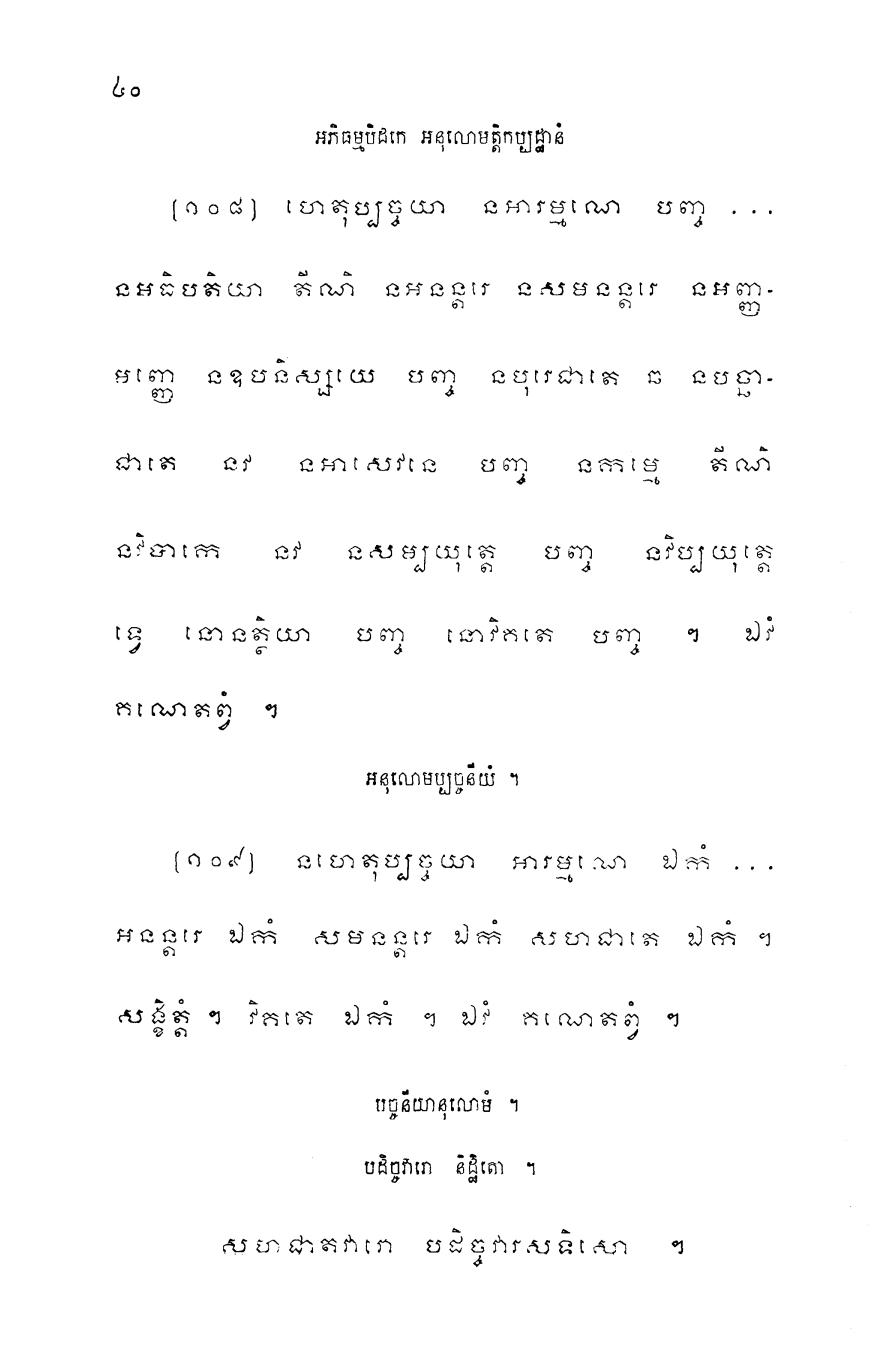 ៤០
អភិធម្មបិដកេ អនុលោមត្តិកប្បដ្ឋានំ
[១០៨] ហេតុប្បច្ចយា នអារម្មណេ បញ្ច ...
នអធិបតិយា តីណិ នអនន្តរេ នសមនន្តរេ នអញ្ញ-
មញ្ញេ នឧបនិស្សយេ បញ្ច នបុរេជាតេ ឆ នបច្ឆា-
ជាតេ នវ នអាសេវនេ បញ្ច នកម្មេ តីណិ
នវិបាកេ នវ នសម្បយុត្តេ បញ្ច នវិប្បយុត្តេ
ទ្វេ នោនត្ថិយា បញ្ច នោវិគតេ បញ្ច ។ ឯវំ
គណេតព្វំ ។
អនុលោមប្បច្ចនីយំ ។
[១០៩] នហេតុប្បច្ចយា អារម្មណេ ឯកំ ...
អនន្តរេ ឯកំ សមនន្តរេ ឯកំ សហជាតេ ឯកំ ។
សង្ខិត្តំ ។ វិគតេ ឯកំ ។ ឯវំ គណេតព្វំ ។
បច្ចនីយានុលោមំ ។
បដិច្ចវារោ និដ្ឋិតោ ។
សហជាតវារោ បដិច្ចវារសទិសោ ។